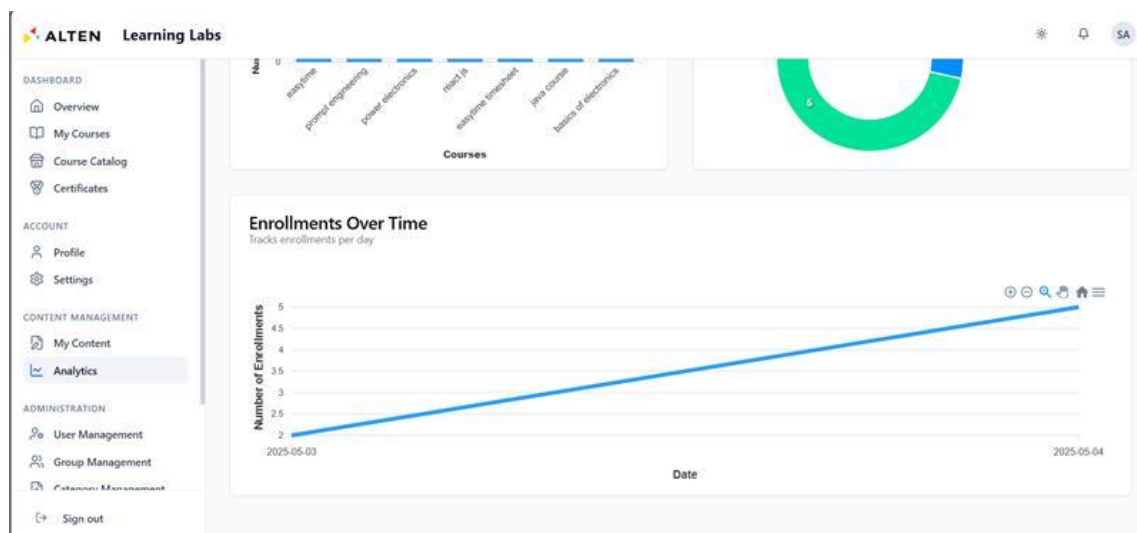 ALTEN Learning Labs
SA
DASHBOARD
Overview
My Courses
Course Catalog
Certificates
ACCOUNT
Profile
Settings
CONTENT MANAGEMENT
My Content
Analytics
ADMINISTRATION
User Management
Group Management
Category Management
Sign out
0
easytime
prompt engineering
power electronics
react js
easytime timesheet
java course
basics of electronics
Courses
5
Enrollments Over Time
Tracks enrollments per day
Number of Enrollments
5
4.5
4
3.5
3
2.5
2
2025-05-03
2025-05-04
Date